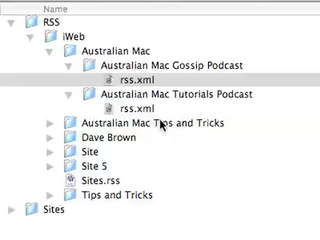 Name
RSS
iWeb
Australian Mac
Australian Mac Gossip Podcast
rss.xml
Australian Mac Tutorials Podcast
rss.xml
Australian Mac Tips and Tricks
Dave Brown
Site
Site 5
Sites.rss
Tips and Tricks
Sites